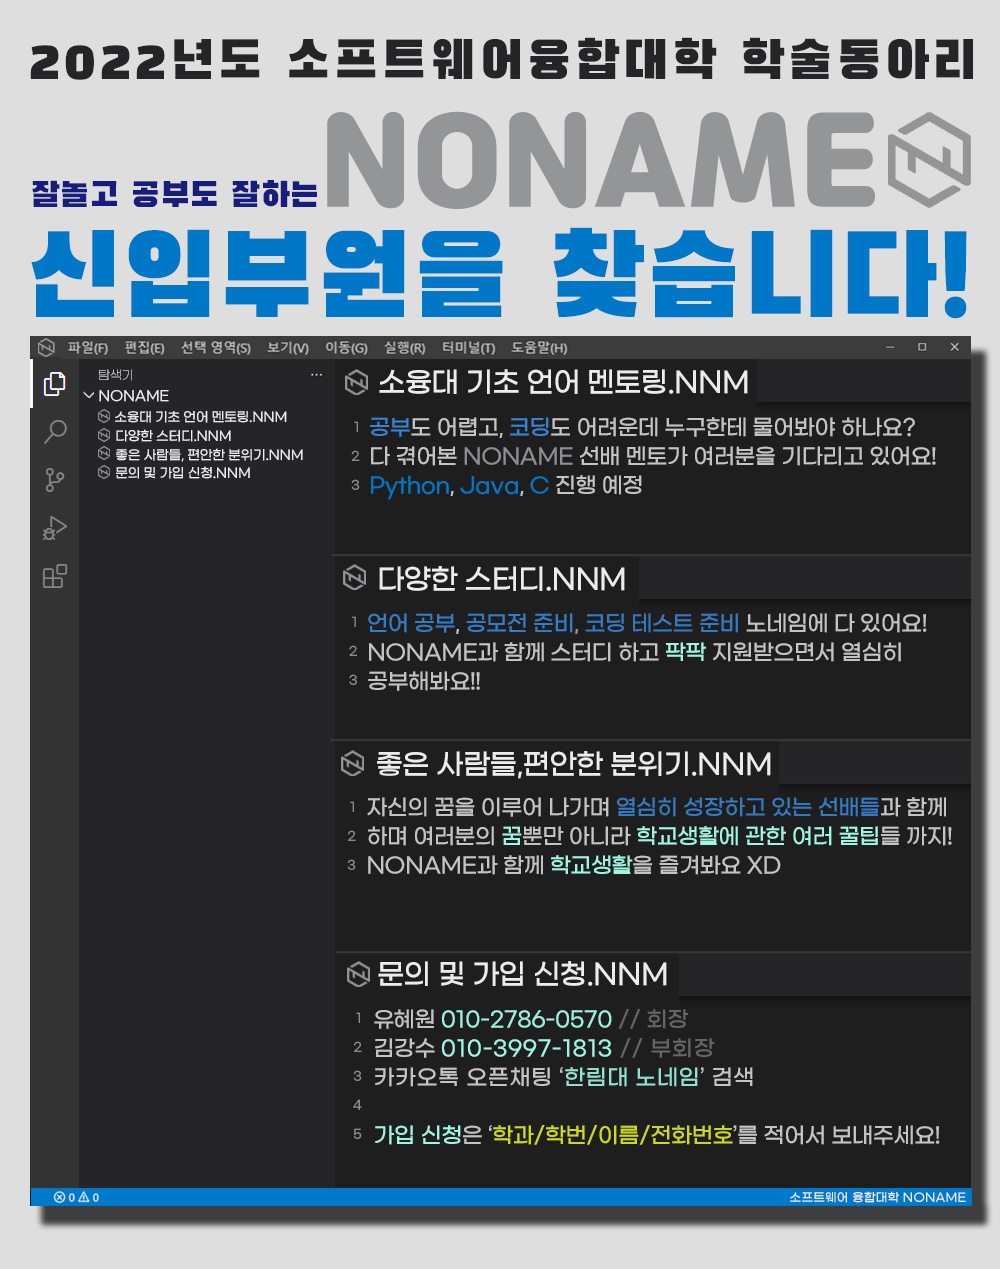 2022년도 소프트웨어융합대학 학술동아리
잘놀고 공부도 잘하는 NONAME
신입부원을 찾습니다!
파일(F) 편집(E) 선택 영역(S) 보기(V) 이동(G) 실행(R) 터미널(T) 도움말(H)
탐색기 ...
NONAME
소융대 기초 언어 멘토링.NNM
다양한 스터디.NNM
좋은 사람들, 편안한 분위기.NNM
문의 및 가입 신청.NNM
소융대 기초 언어 멘토링.NNM
1 공부도 어렵고, 코딩도 어려운데 누구한테 물어봐야 하나요?
2 다 겪어본 NONAME 선배 멘토가 여러분을 기다리고 있어요!
3 Python, Java, C 진행 예정
다양한 스터디.NNM
1 언어 공부, 공모전 준비, 코딩 테스트 준비 노네임에 다 있어요!
2 NONAME과 함께 스터디 하고 팍팍 지원받으면서 열심히
3 공부해봐요!!
좋은 사람들,편안한 분위기.NNM
1 자신의 꿈을 이루어 나가며 열심히 성장하고 있는 선배들과 함께
2 하며 여러분의 꿈뿐만 아니라 학교생활에 관한 여러 꿀팁들 까지!
3 NONAME과 함께 학교생활을 즐겨봐요 XD
문의 및 가입 신청.NNM
1 유혜원 010-2786-0570 // 회장
2 김강수 010-3997-1813 // 부회장
3 카카오톡 오픈채팅 ‘한림대 노네임’ 검색
4
5 가입 신청은 ‘학과/학번/이름/전화번호’를 적어서 보내주세요!
0 0
소프트웨어 융합대학 NONAME